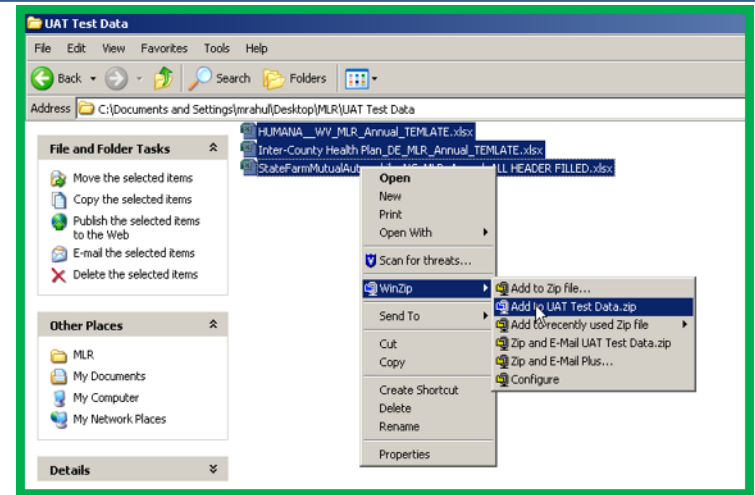 UAT Test Data
File Edit View Favorites Tools Help
Back Search Folders
Address C:\Documents and Settings\mrahul\Desktop\MLR\UAT Test Data
File and Folder Tasks
Move the selected items
Copy the selected items
Publish the selected items
to the Web
E-mail the selected items
Delete the selected items
Other Places
MLR
My Documents
My Computer
My Network Places
Details
HUMANA__WV_MLR_Annual_TEMLATE.xlsx
Inter-County Health Plan_DE_MLR_Annual_TEMLATE.xlsx
LL HEADER FILLED.xlsx
Open
New
Print
Open With
Scan for threats...
WinZip
Send To
Cut
Copy
Create Shortcut
Delete
Rename
Properties
Add to Zip file...
Add to UAT Test Data.zip
Add to recently used Zip file
Zip and E-Mail UAT Test Data.zip
Zip and E-Mail Plus...
Configure